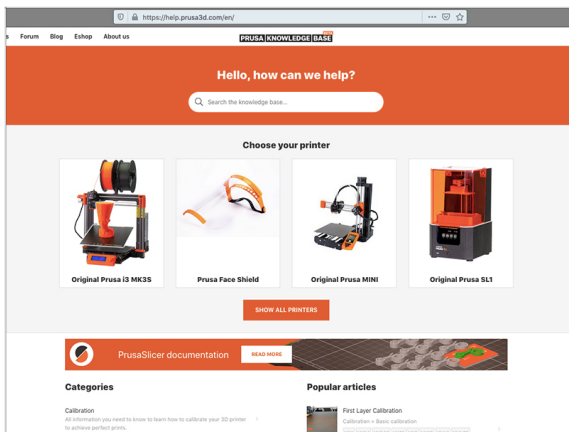 https://help.prusa3d.com/en/
s Forum Blog Eshop About us
PRUSA KNOWLEDGE BASE
Hello, how can we help?
Search the knowledge base...
Choose your printer
Original Prusa i3 MK3S
Prusa Face Shield
Original Prusa MINI
Original Prusa SL1
SHOW ALL PRINTERS
PrusaSlicer documentation READ MORE
Categories
Popular articles
Calibration
All information you need to know to learn how to calibrate your 3D printer
to achieve perfect prints.
First Layer Calibration
Calibration > Basic calibration